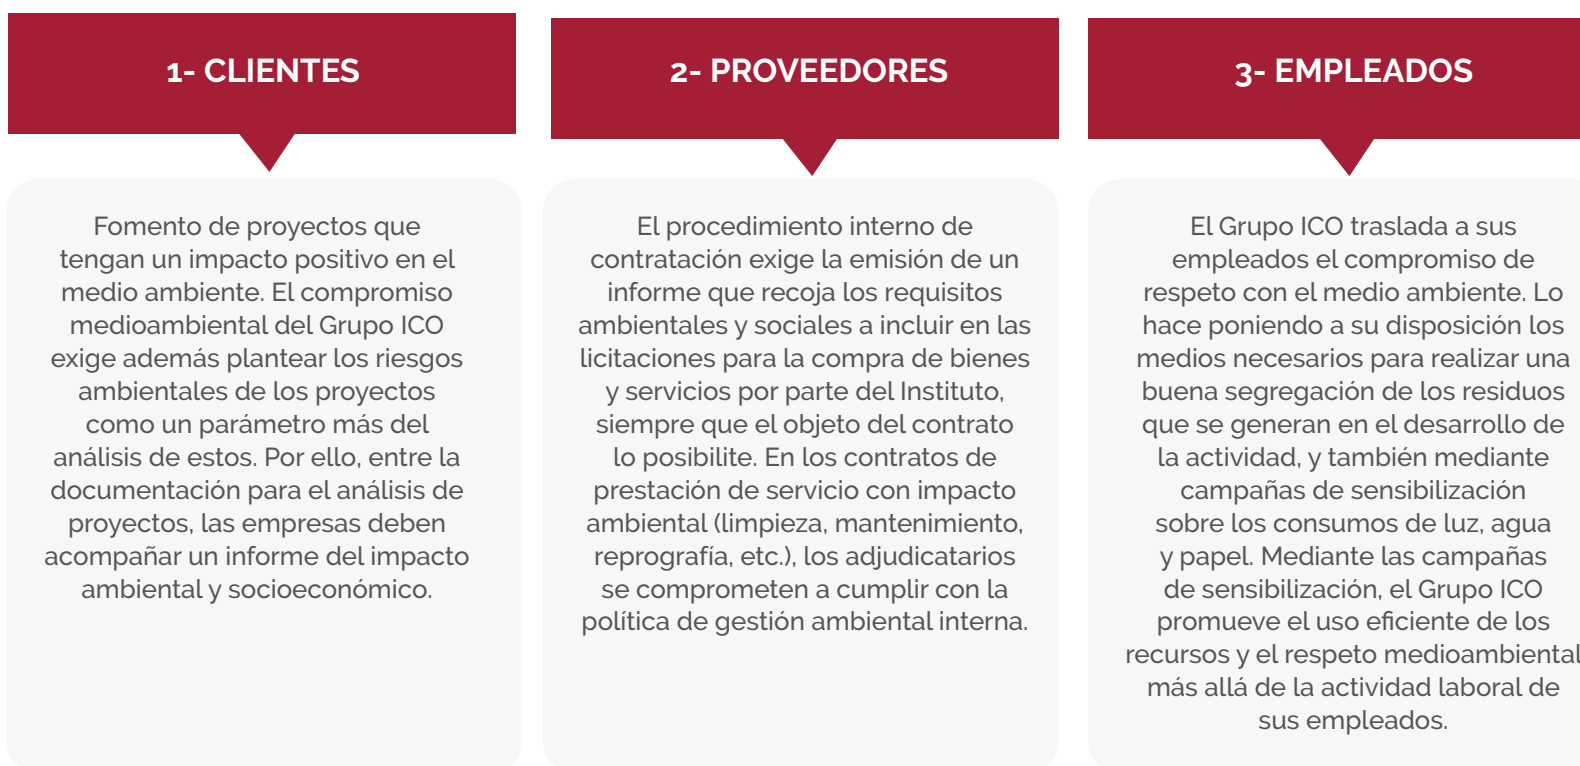 1- CLIENTES
Fomento de proyectos que
tengan un impacto positivo en el
medio ambiente. El compromiso
medioambiental del Grupo ICO
exige además plantear los riesgos
ambientales de los proyectos
como un parámetro más del
análisis de estos. Por ello, entre la
documentación para el análisis de
proyectos, las empresas deben
acompañar un informe del impacto
ambiental y socioeconómico.
2- PROVEEDORES
El procedimiento interno de
contratación exige la emisión de un
informe que recoja los requisitos
ambientales y sociales a incluir en las
licitaciones para la compra de bienes
y servicios por parte del Instituto,
siempre que el objeto del contrato
lo posibilite. En los contratos de
prestación de servicio con impacto
ambiental (limpieza, mantenimiento,
reprografía, etc.), los adjudicatarios
se comprometen a cumplir con la
política de gestión ambiental interna.
3- EMPLEADOS
El Grupo ICO traslada a sus
empleados el compromiso de
respeto con el medio ambiente. Lo
hace poniendo a su disposición los
medios necesarios para realizar una
buena segregación de los residuos
que se generan en el desarrollo de
la actividad, y también mediante
campañas de sensibilización
sobre los consumos de luz, agua
y papel. Mediante las campañas
de sensibilización, el Grupo ICO
promueve el uso eficiente de los
recursos y el respeto medioambiental
más allá de la actividad laboral de
sus empleados.